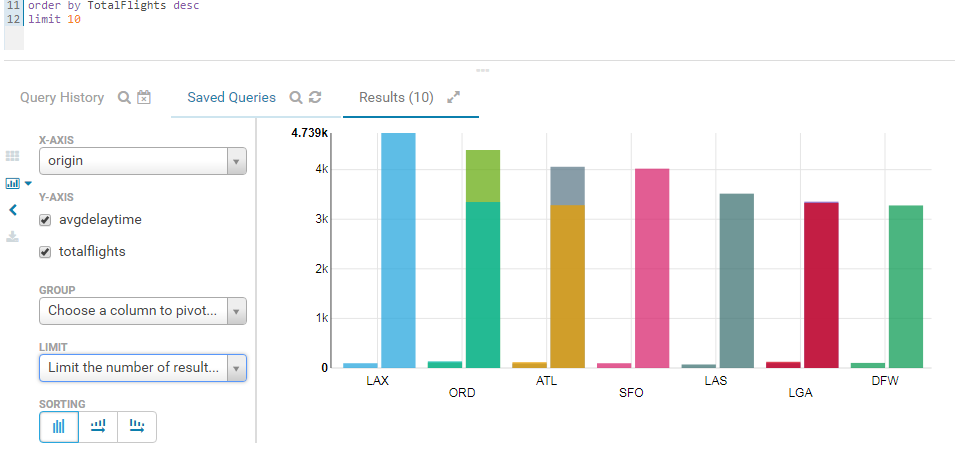 11 order by TotalFlights desc
12 limit 10
Query History
Saved Queries
Results (10)
X-AXIS
origin
Y-AXIS
avgdelaytime
totalflights
GROUP
Choose a column to pivot...
LIMIT
Limit the number of result...
SORTING
4.739k
4k
3k
2k
1k
0
LAX
ORD
ATL
SFO
LAS
LGA
DFW